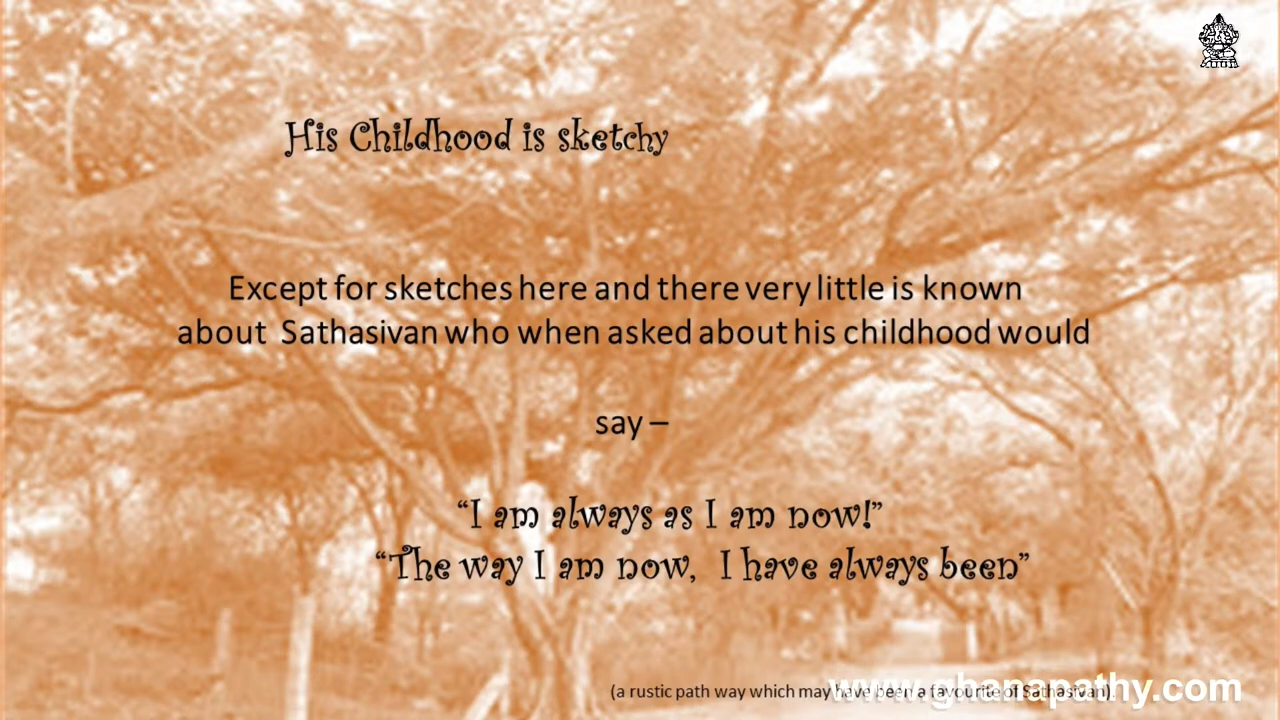 His Childhood is sketchy
Except for sketches here and there very little is known
about Sathasivan who when asked about his childhood would
say –
“I am always as I am now!”
“The way I am now, I have always been”
(a rustic path way which may have been a favourite of Sathasivan).
www.ghanapathy.com